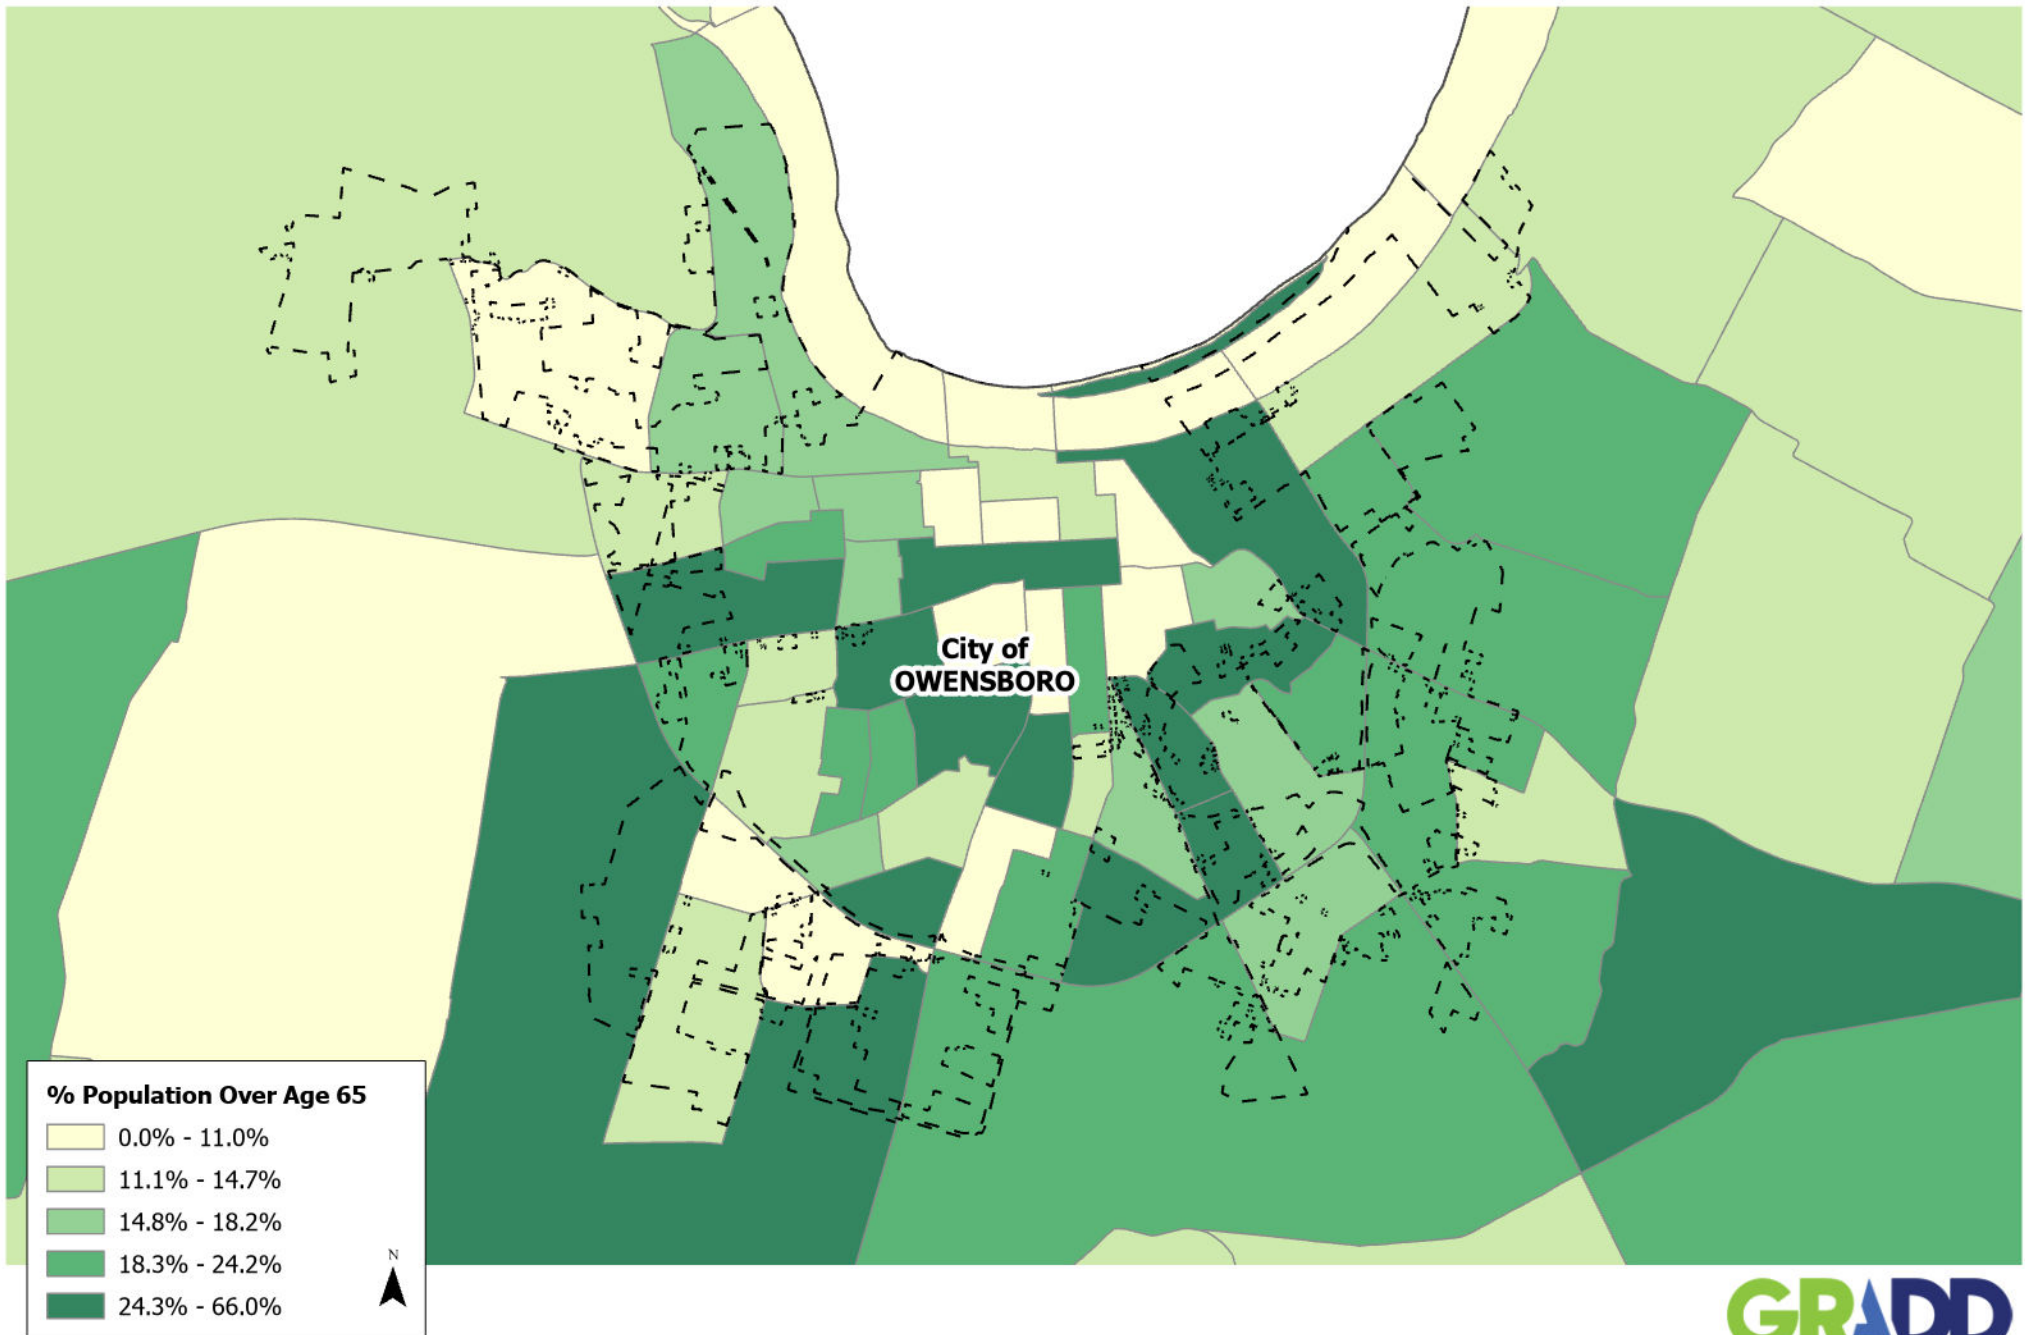 City of
OWENSBORO
% Population Over Age 65
0.0% - 11.0%
11.1% - 14.7%
14.8% - 18.2%
18.3% - 24.2%
24.3% - 66.0%
N
GRADD